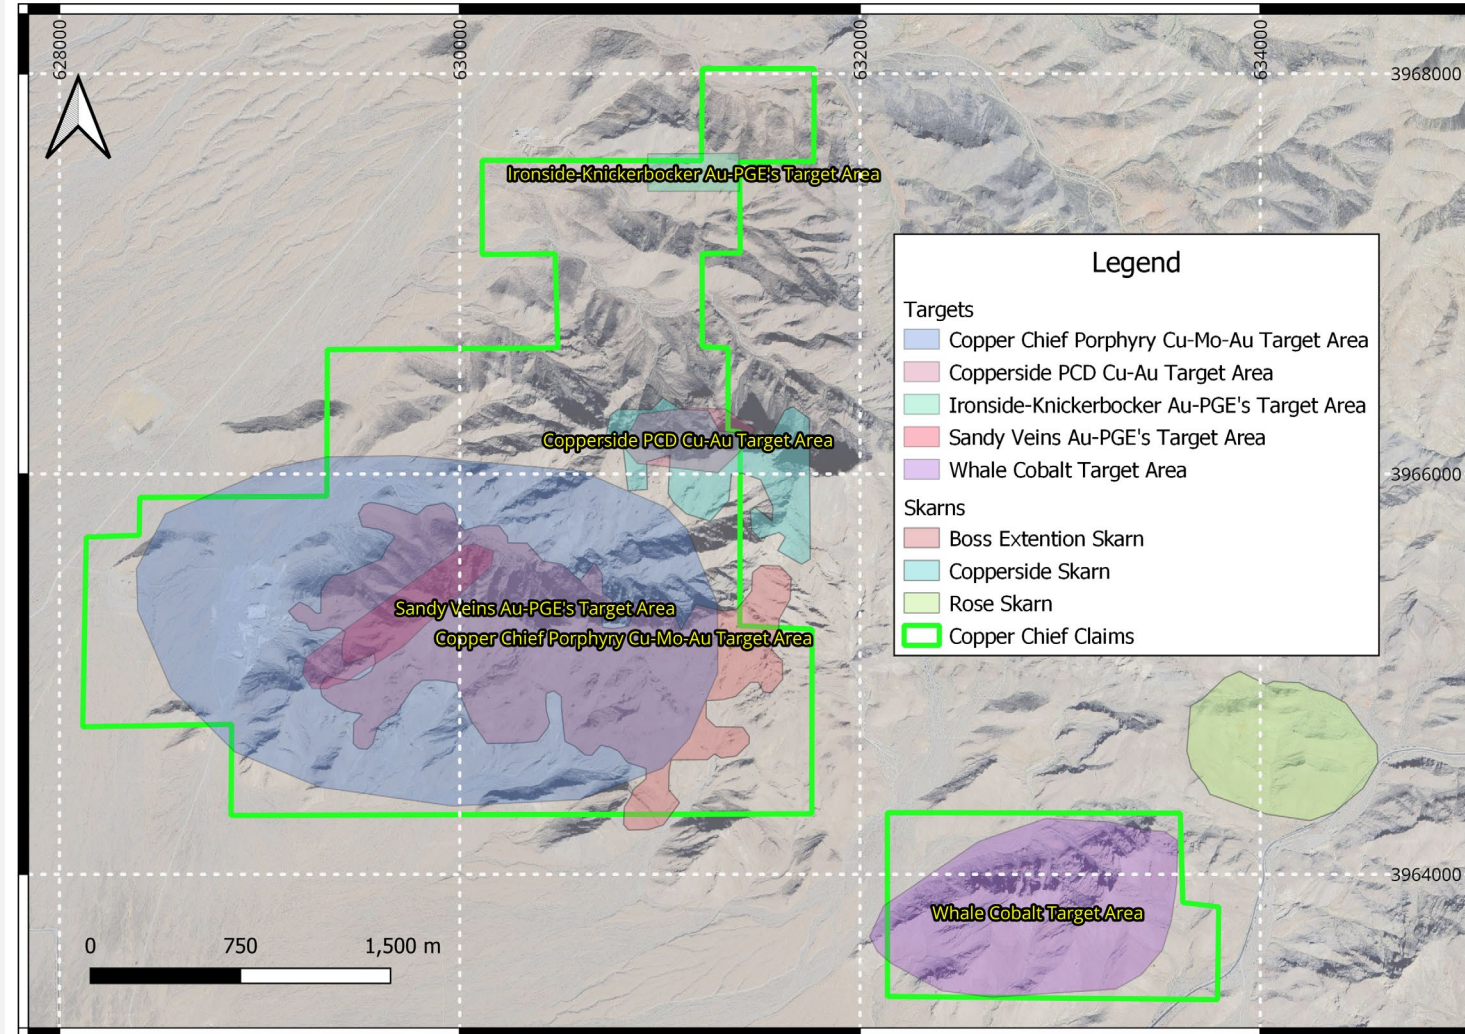 628000
630000
632000
634000
3968000
Ironside-Knickerbocker Au-PGE's Target Area
Legend
Targets
Copper Chief Porphyry Cu-Mo-Au Target Area
Copperside PCD Cu-Au Target Area
Ironside-Knickerbocker Au-PGE's Target Area
Sandy Veins Au-PGE's Target Area
Whale Cobalt Target Area
Skarns
Boss Extention Skarn
Copperside Skarn
Rose Skarn
Copper Chief Claims
Copperside PCD Cu-Au Target Area
3966000
Sandy Veins Au-PGE's Target Area
Copper Chief Porphyry Cu-Mo-Au Target Area
3964000
Whale Cobalt Target Area
0 750 1,500 m